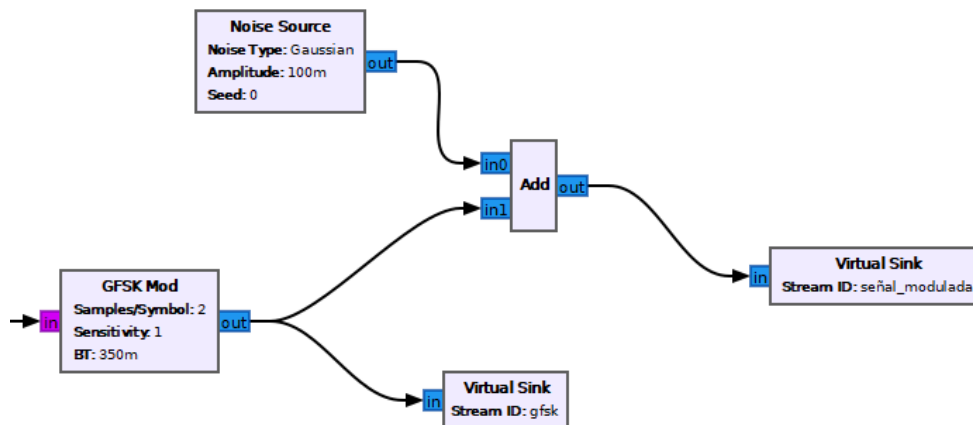 Noise Source
Noise Type: Gaussian
Amplitude: 100m
Seed: 0
out
in0
in1
Add
out
Virtual Sink
Stream ID: señal_modulada
in
GFSK Mod
Samples/Symbol: 2
Sensitivity: 1
BT: 350m
in
out
Virtual Sink
Stream ID: gfsk
in